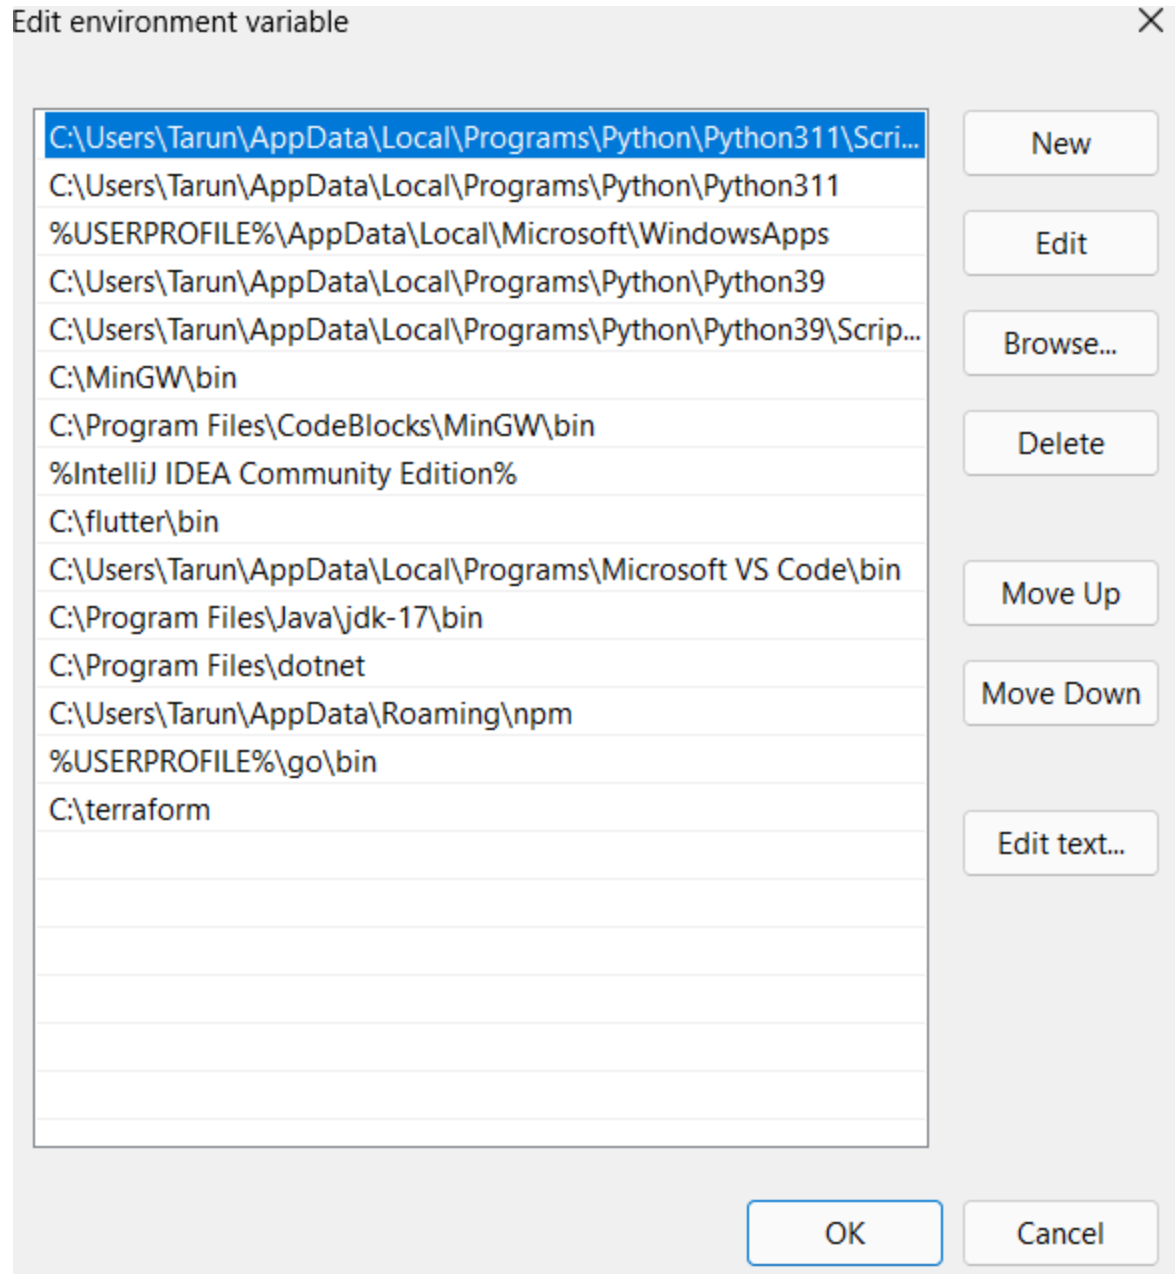 Edit environment variable
C:\Users\Tarun\AppData\Local\Programs\Python\Python311\Scri...
C:\Users\Tarun\AppData\Local\Programs\Python\Python311
%USERPROFILE%\AppData\Local\Microsoft\WindowsApps
C:\Users\Tarun\AppData\Local\Programs\Python\Python39
C:\Users\Tarun\AppData\Local\Programs\Python\Python39\Scrip...
C:\MinGW\bin
C:\Program Files\CodeBlocks\MinGW\bin
%IntelliJ IDEA Community Edition%
C:\flutter\bin
C:\Users\Tarun\AppData\Local\Programs\Microsoft VS Code\bin
C:\Program Files\Java\jdk-17\bin
C:\Program Files\dotnet
C:\Users\Tarun\AppData\Roaming\npm
%USERPROFILE%\go\bin
C:\terraform
New
Edit
Browse...
Delete
Move Up
Move Down
Edit text...
OK
Cancel